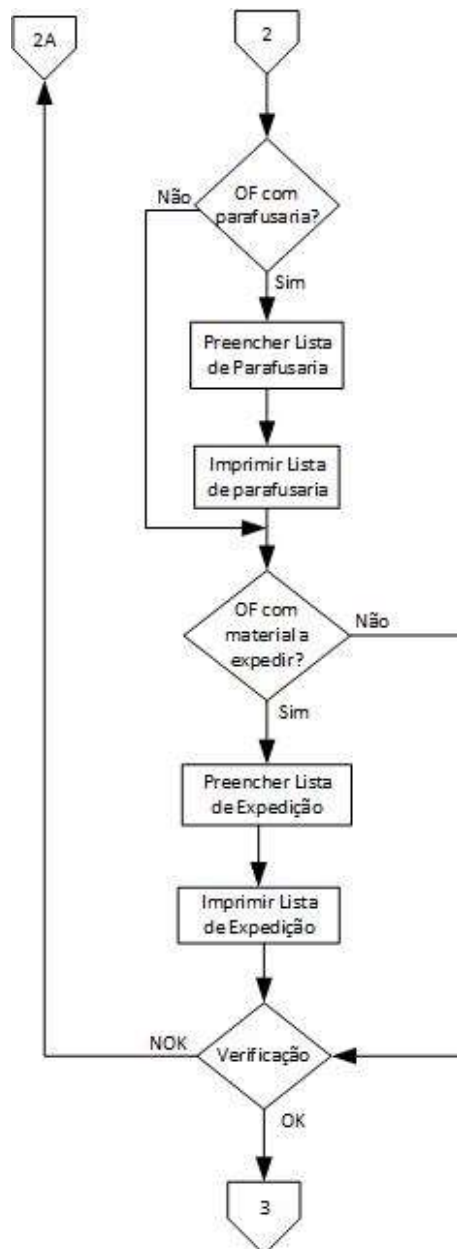 2A
2
Não
OF com
parafusaria?
Sim
Preencher Lista
de Parafusaria
Imprimir Lista
de parafusaria
OF com
material a
expedir?
Não
Sim
Preencher Lista
de Expedição
Imprimir Lista
de Expedição
NOK
Verificação
OK
3